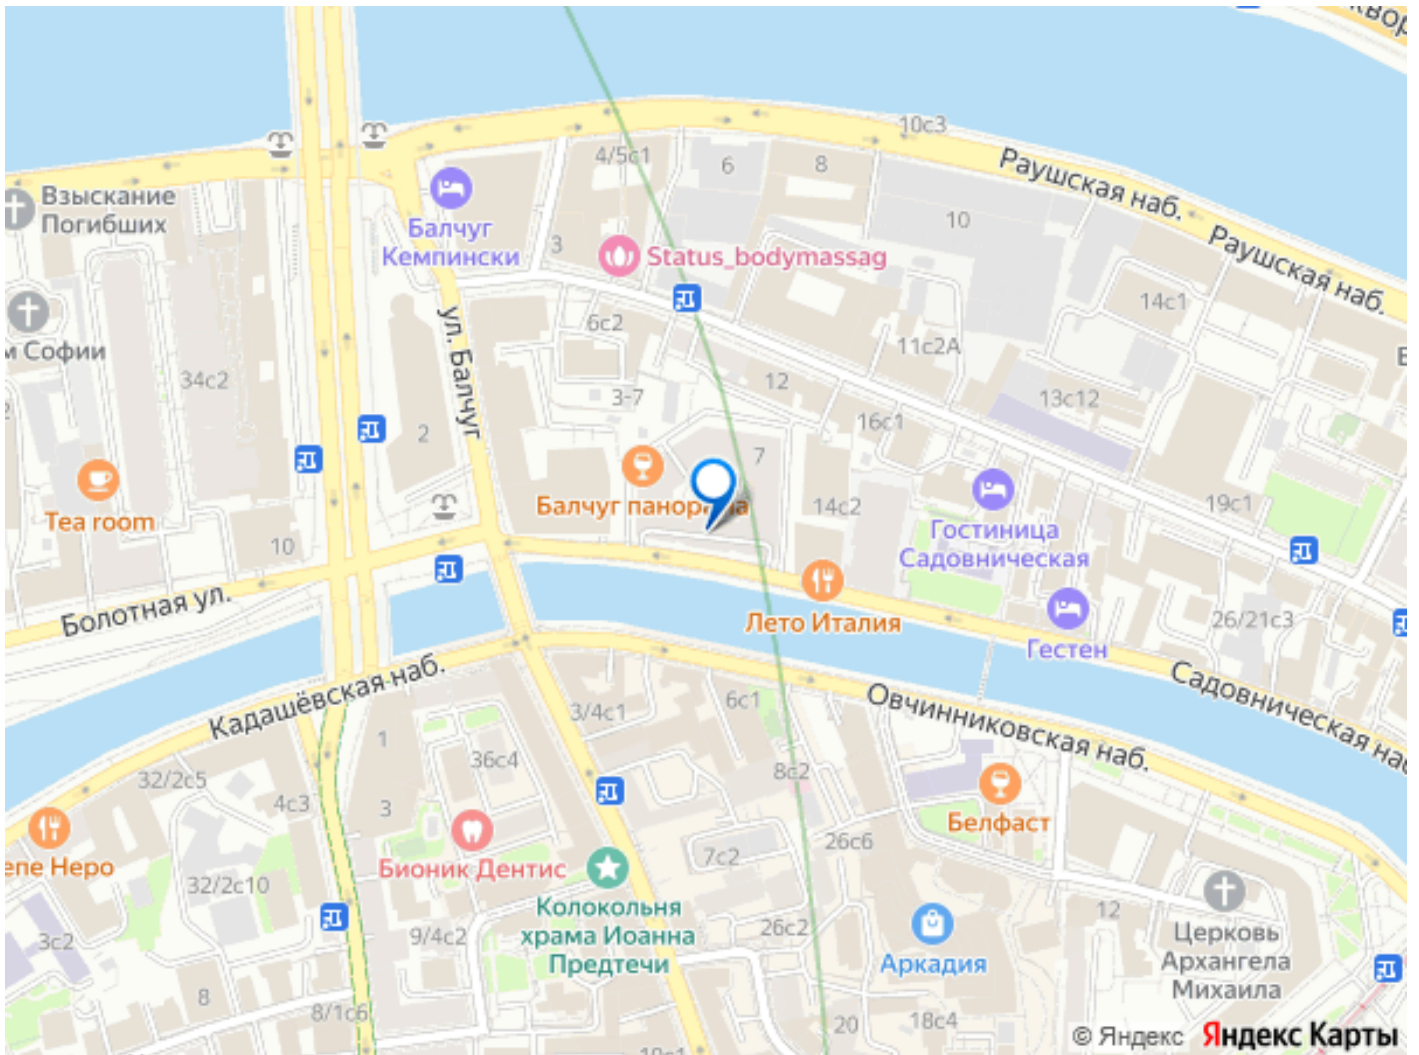 10с3
Раушская наб.
4/5с1
6
8
Взыскание
Погибших
Балчуг
Кемпински
3
Status_bodymassag
10
Раушская наб.
14с1
м Софии
34с2
ул. Балчуг
6с2
11с2А
3-7
12
13с12
16с1
2
7
Балчуг панорама
14с2
19с1
Tea room
10
Гостиница
Садовническая
Болотная ул.
Лето Италия
26/21с3
Гестен
Кадашёвская наб.
3/4с1
6с1
Овчинниковская наб.
Садовническая наб
1
36с4
8с2
32/2с5
4с3
3
Белфаст
26с6
епе Неро
Бионик Дентис
7с2
32/2с10
Колокольня
храма Иоанна
Предтечи
12
3с2
9/4с2
26с2
Аркадия
Церковь
Архангела
Михаила
8
8/1с6
20
18с4
© Яндекс Яндекс Карты